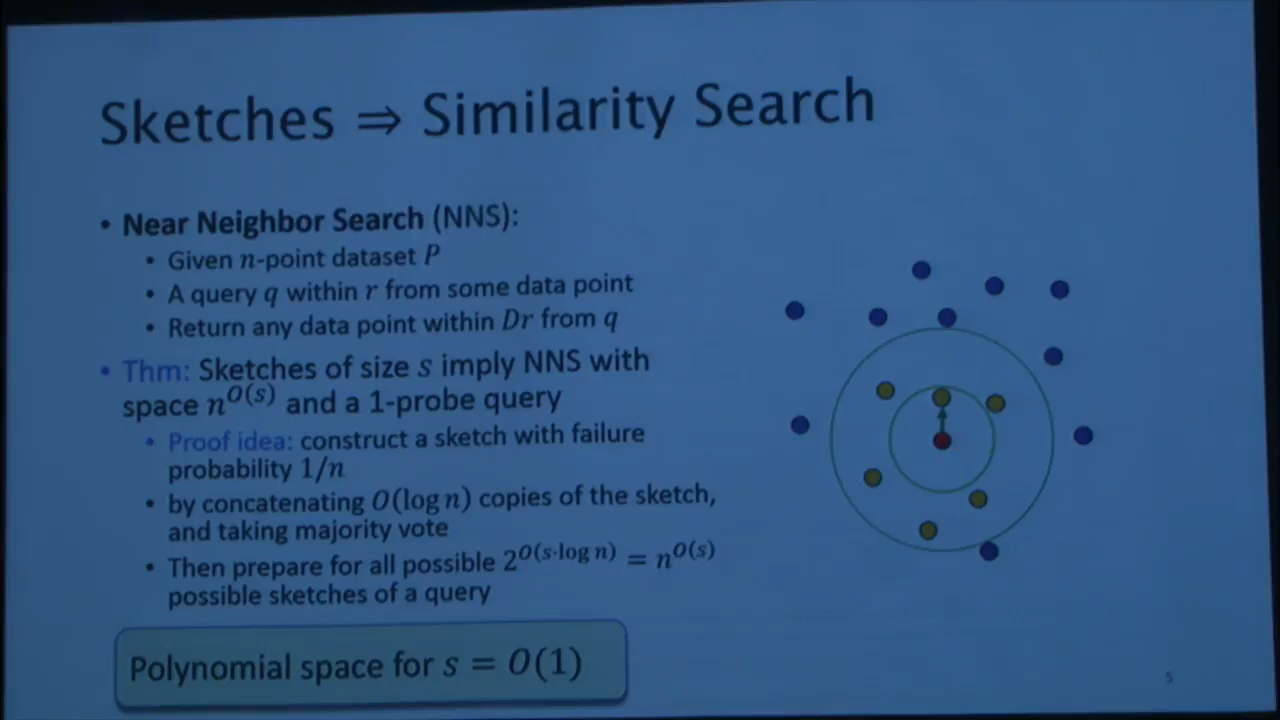 Sketches ⇒ Similarity Search
• Near Neighbor Search (NNS):
• Given n-point dataset P
• A query q within r from some data point
• Return any data point within Dr from q
• Thm: Sketches of size s imply NNS with
space n^{O(s)} and a 1-probe query
• Proof idea: construct a sketch with failure
probability 1/n
• by concatenating O(log n) copies of the sketch,
and taking majority vote
• Then prepare for all possible 2^{O(s·log n)} = n^{O(s)}
possible sketches of a query
Polynomial space for s = O(1)
5